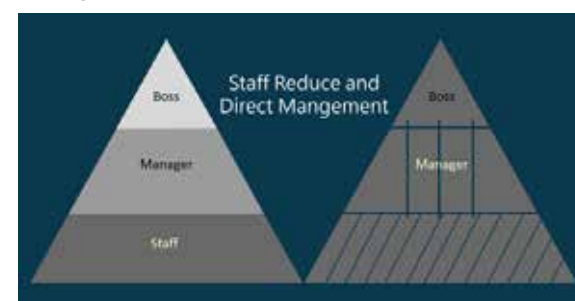 Staff Reduce and
Direct Mangement
Boss
Manager
Staff
Boss
Manager